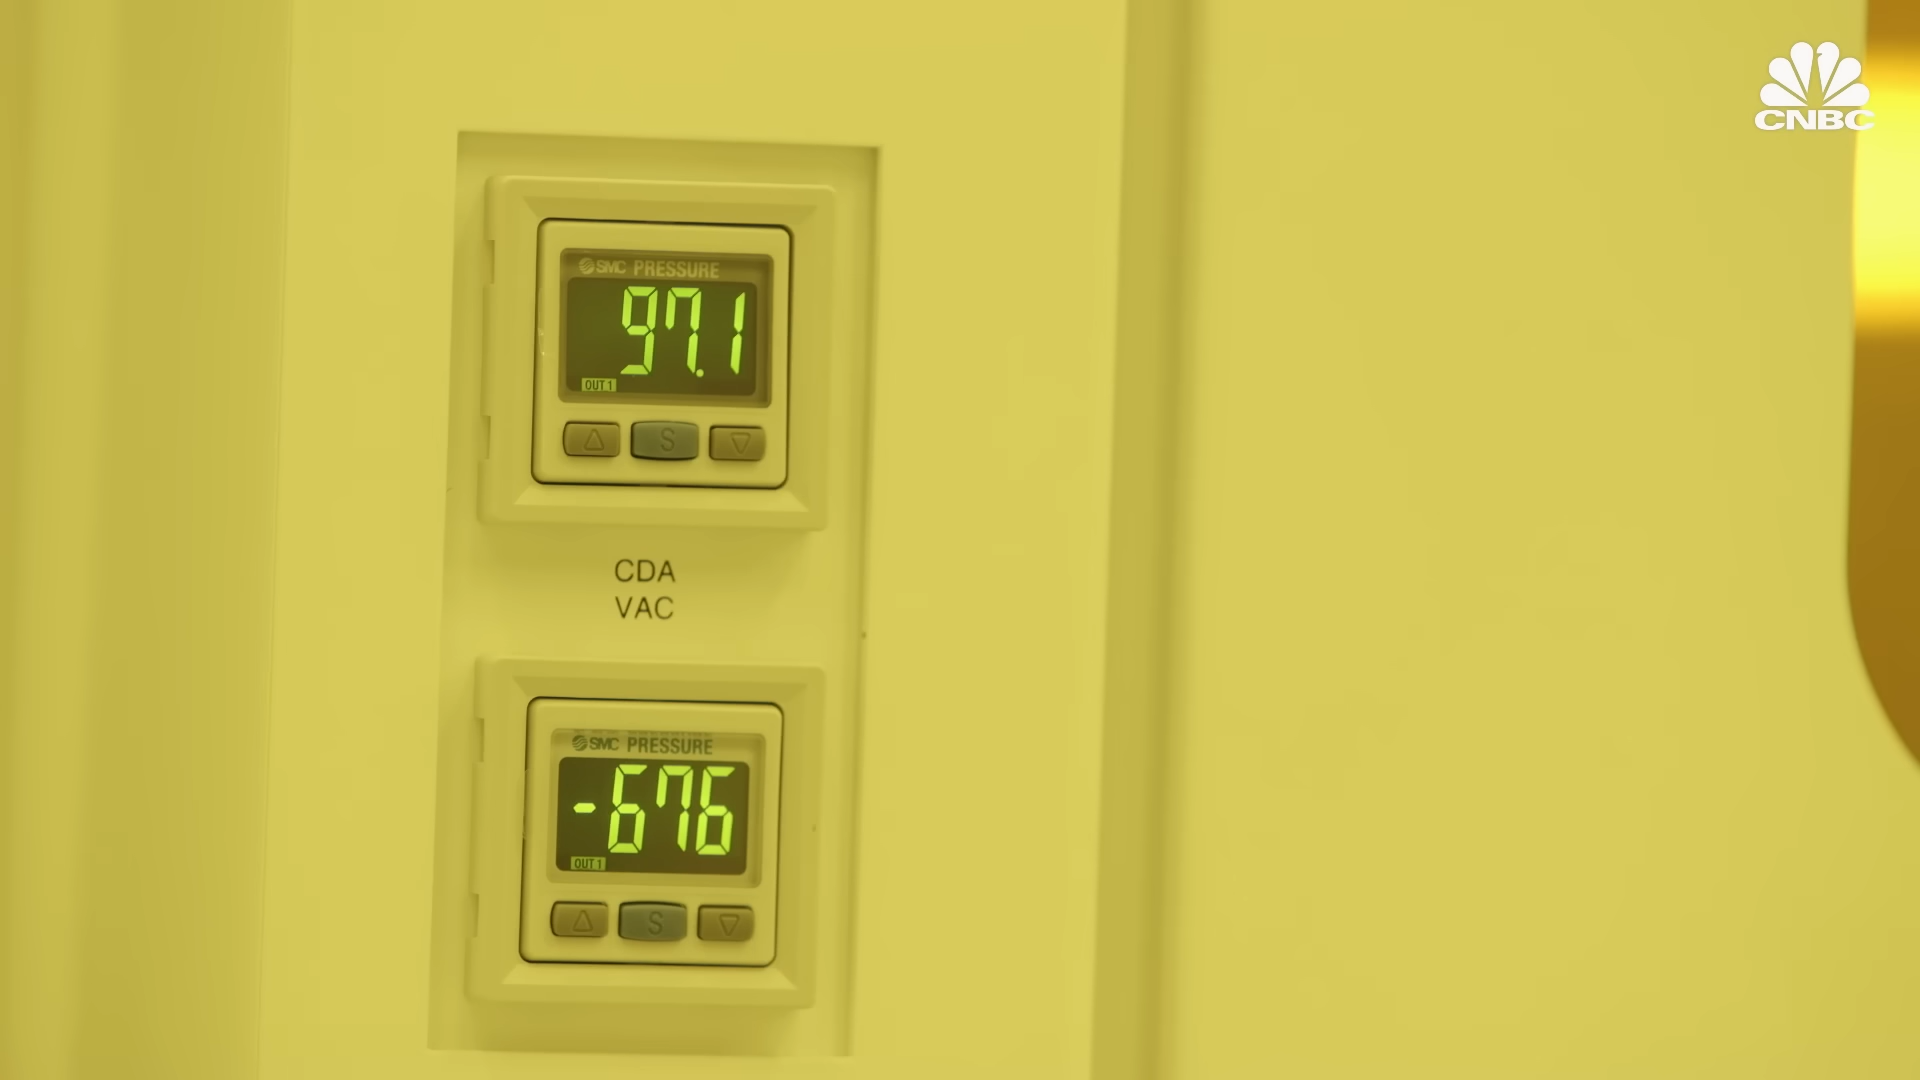 CNBC
SMC PRESSURE
97.1
OUT 1
S
CDA
VAC
SMC PRESSURE
-676
OUT 1
S